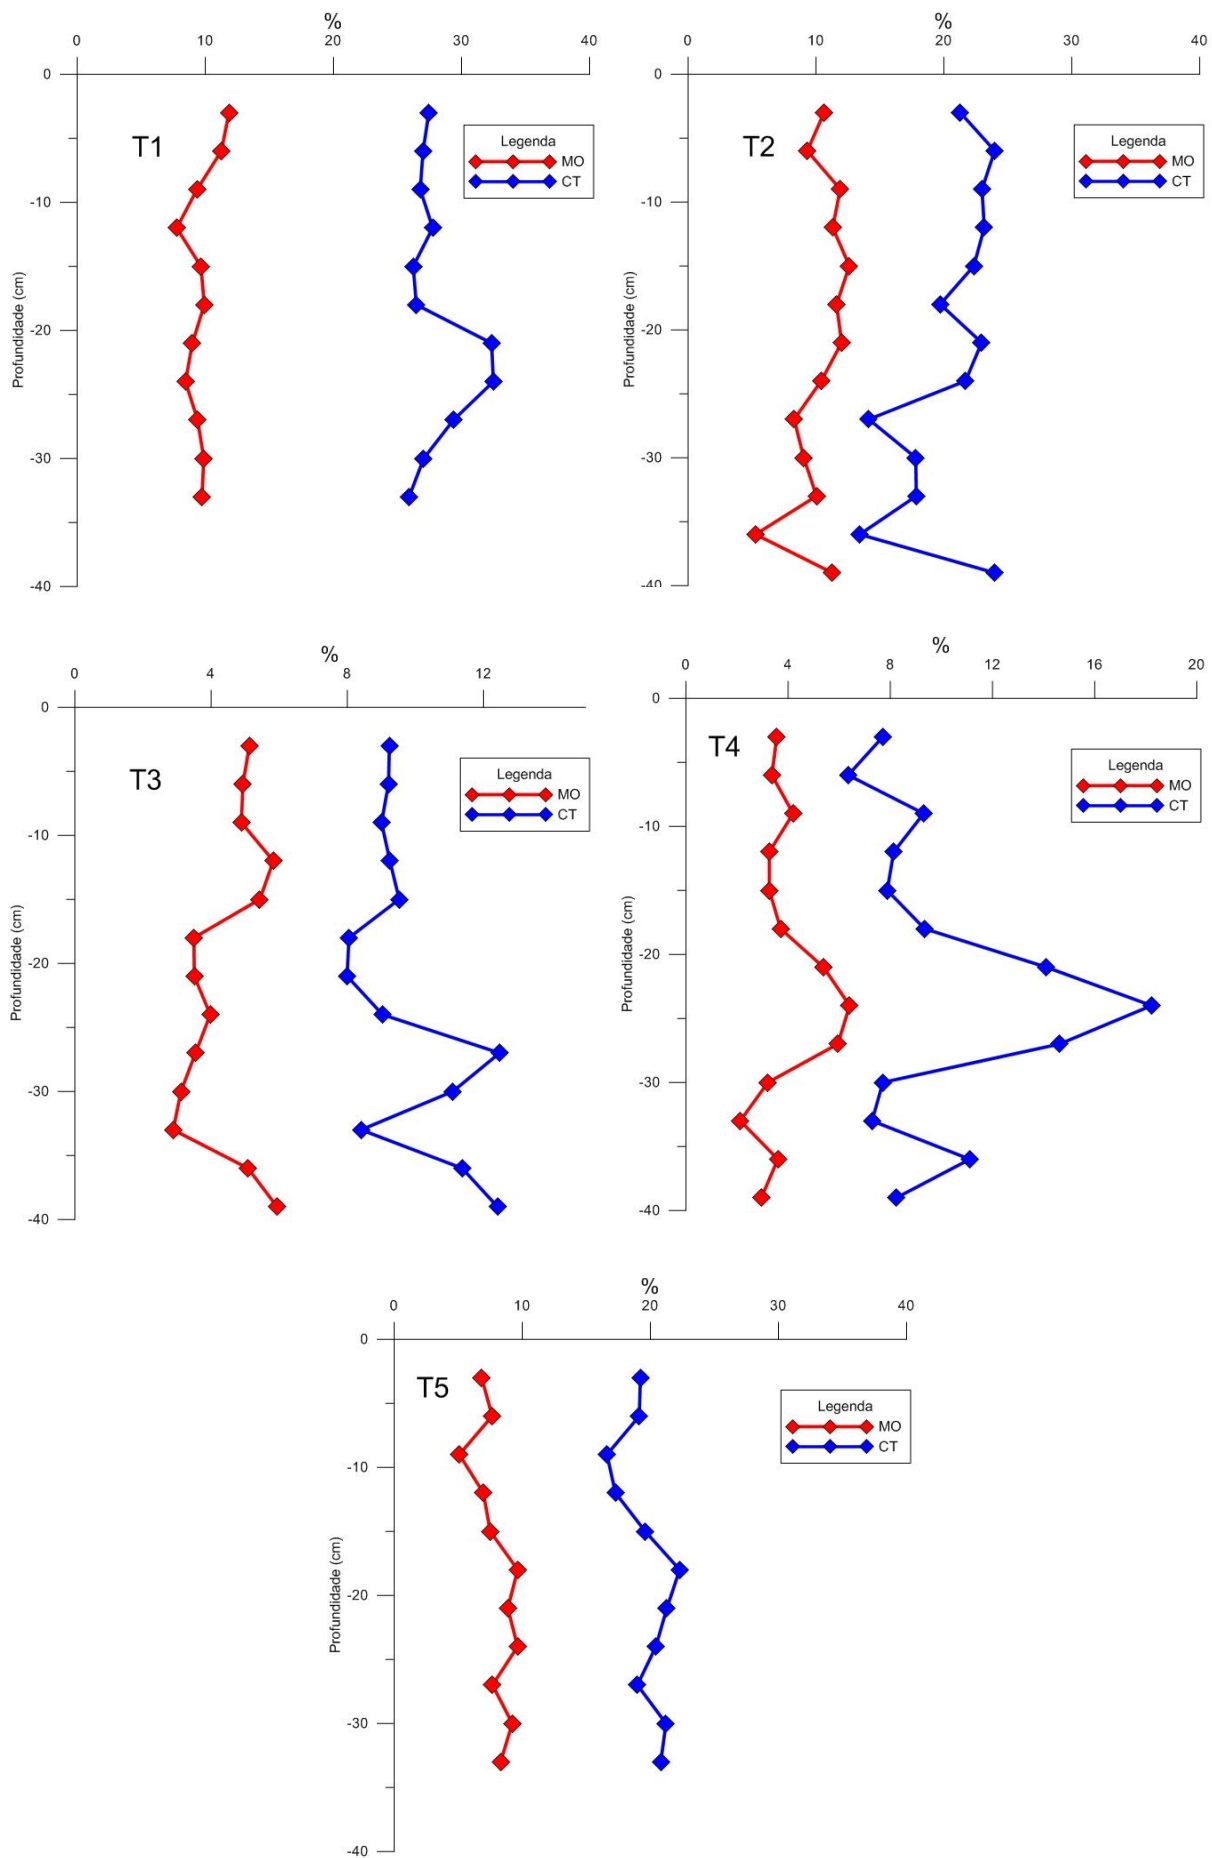 %
0 10 20 30 40
0
T1
Legenda
MO
CT
-10
Profundidade (cm)
-20
-30
-40
%
0 10 20 30 40
0
T2
Legenda
MO
CT
-10
Profundidade (cm)
-20
-30
-40
%
0 4 8 12
0
T3
Legenda
MO
CT
-10
Profundidade (cm)
-20
-30
-40
%
0 4 8 12 16 20
0
T4
Legenda
MO
CT
-10
Profundidade (cm)
-20
-30
-40
%
0 10 20 30 40
0
T5
Legenda
MO
CT
-10
Profundidade (cm)
-20
-30
-40